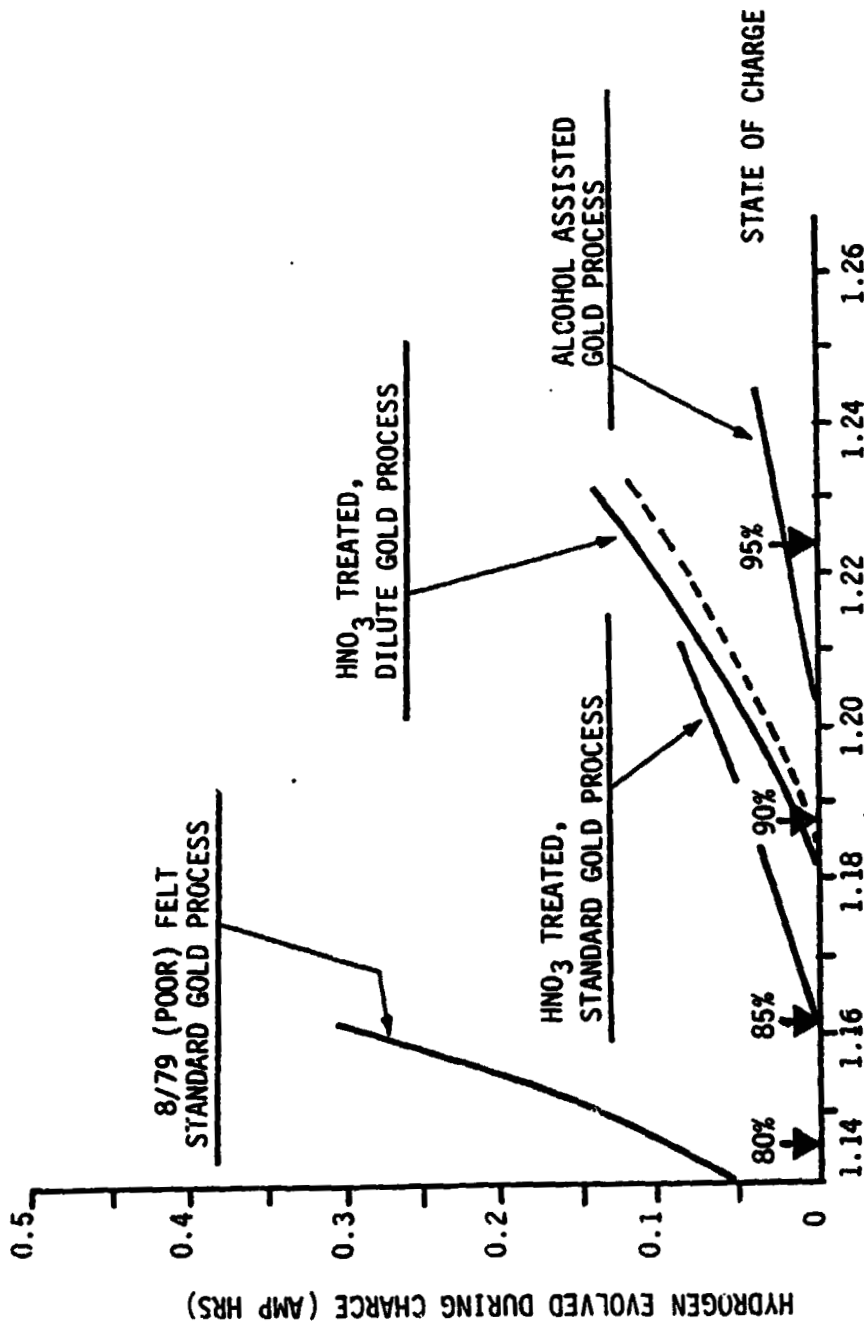 HYDROGEN EVOLVED DURING CHARGE (AMP HRS)
0.5
0.4
0.3
0.2
0.1
0
8/79 (POOR) FELT
STANDARD GOLD PROCESS
HNO3 TREATED,
DILUTE GOLD PROCESS
HNO3 TREATED,
STANDARD GOLD PROCESS
ALCOHOL ASSISTED
GOLD PROCESS
STATE OF CHARGE
80%
85%
90%
95%
1.14
1.16
1.18
1.20
1.22
1.24
1.26